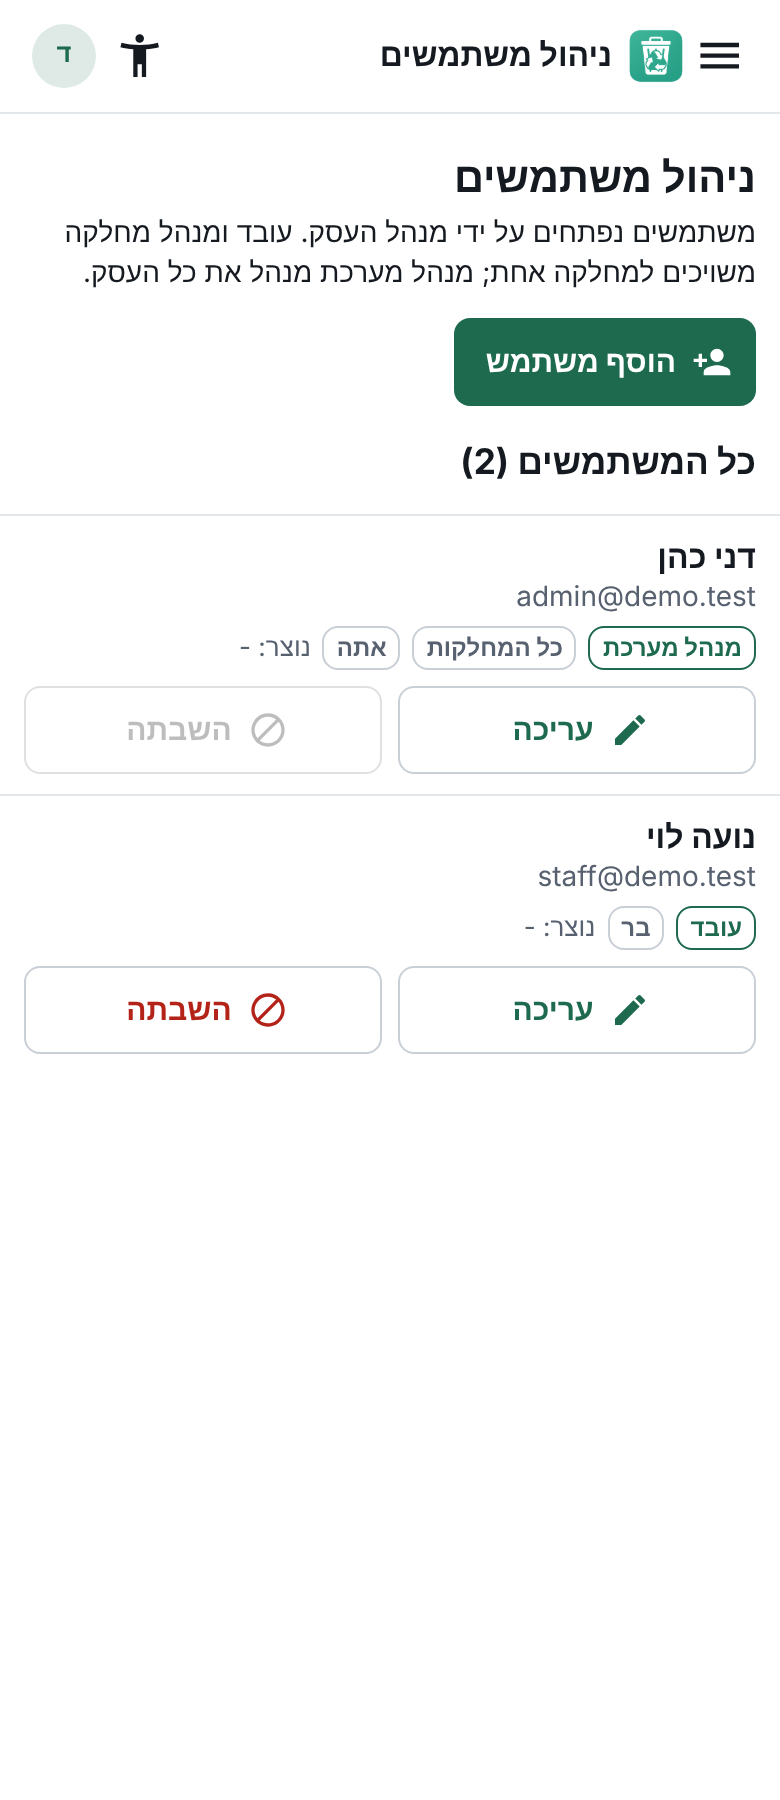 ניהול משתמשים
ד
ניהול משתמשים
משתמשים נפתחים על ידי מנהל העסק. עובד ומנהל מחלקה
משויכים למחלקה אחת; מנהל מערכת מנהל את כל העסק.
הוסף משתמש
כל המשתמשים (2)
דני כהן
admin@demo.test
מנהל מערכת כל המחלקות אתה נוצר: -
עריכה השבתה
נועה לוי
staff@demo.test
עובד בר נוצר: -
עריכה השבתה